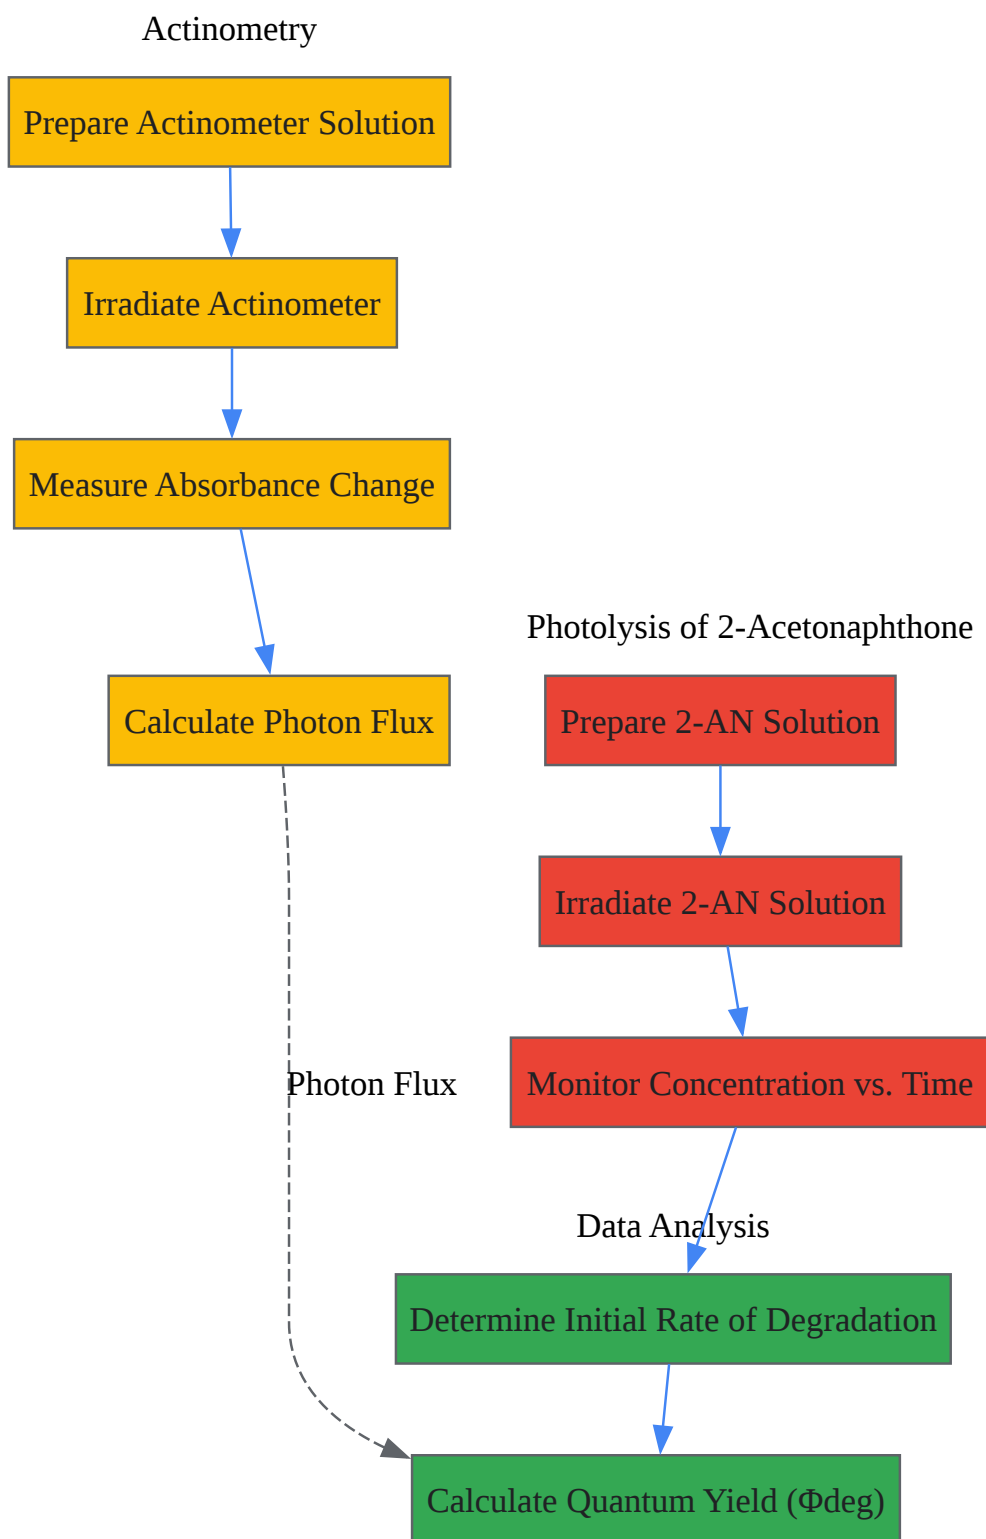 Actinometry
Prepare Actinometer Solution
Irradiate Actinometer
Measure Absorbance Change
Calculate Photon Flux
Photolysis of 2-Acetonaphthone
Prepare 2-AN Solution
Irradiate 2-AN Solution
Monitor Concentration vs. Time
Photon Flux
Data Analysis
Determine Initial Rate of Degradation
Calculate Quantum Yield (Φdeg)